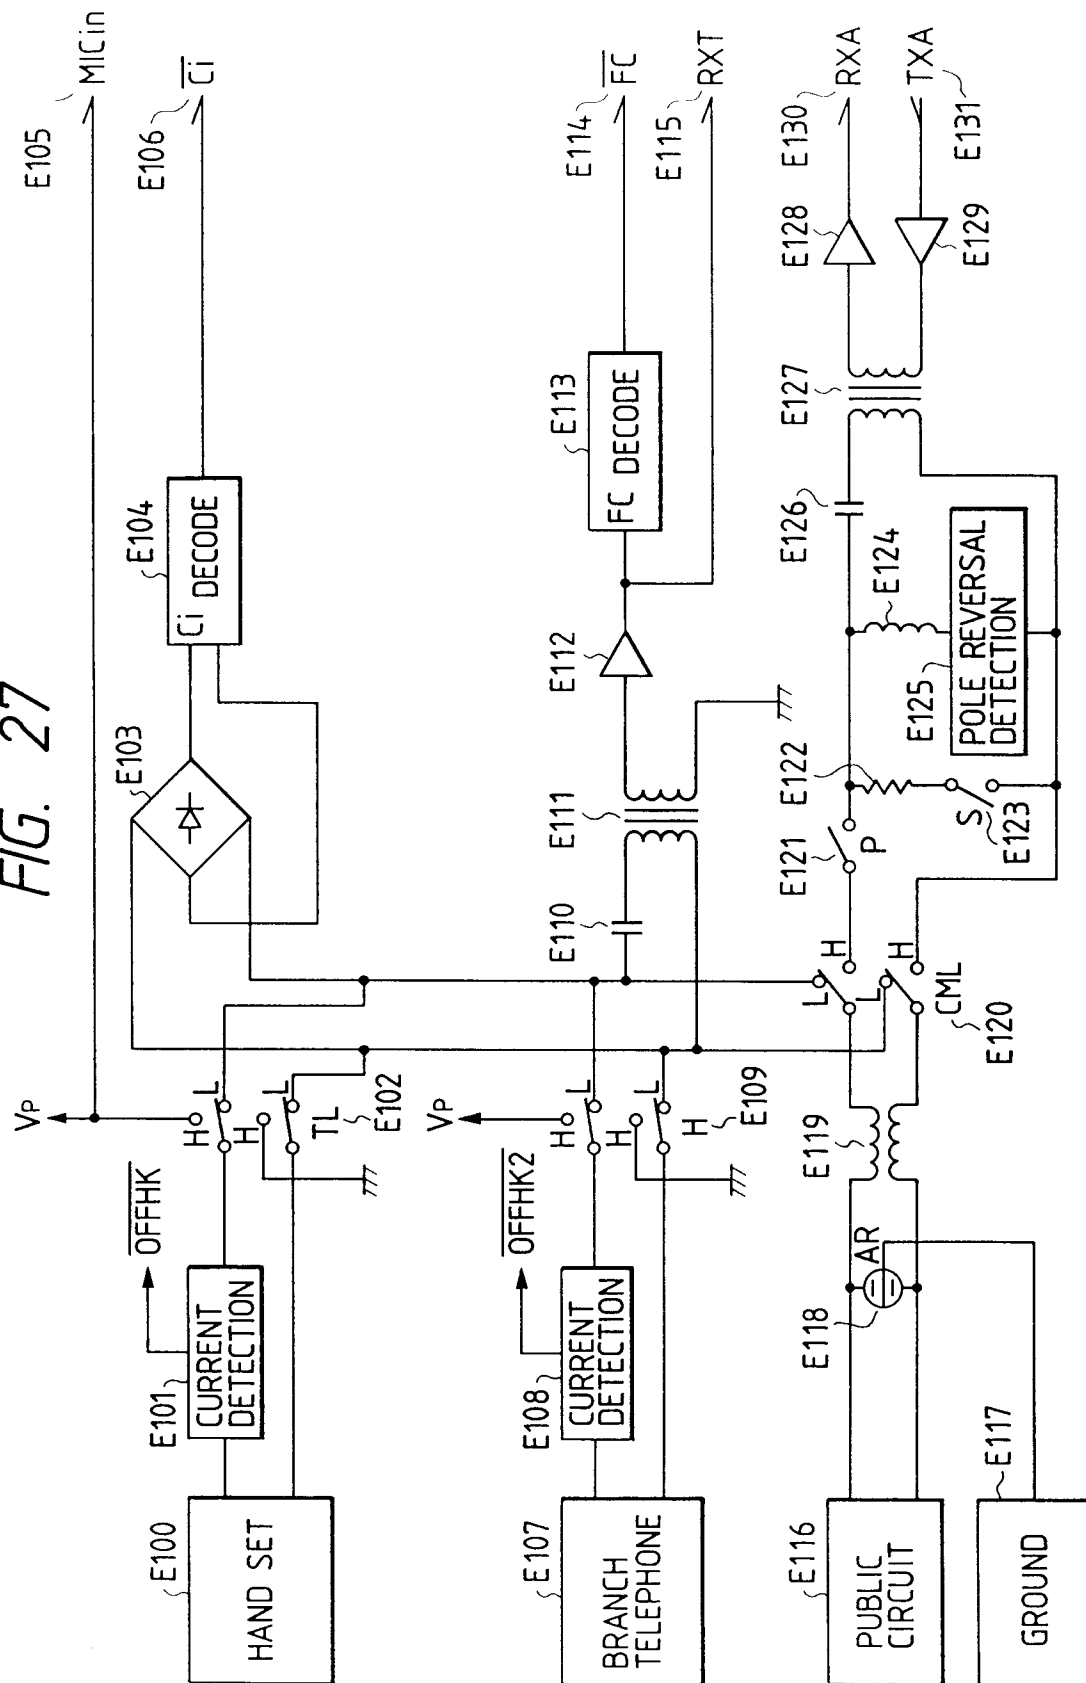 FIG. 27
E105
MICin
E106
Ci
E104
Ci DECODE
E103
VP
H
L
H
L
TL
E102
OFFHK
E101
CURRENT
DETECTION
E100
HAND SET
E114
FC
E115
RXT
E113
FC DECODE
E112
E111
E110
VP
H
L
H
L
H
E109
OFFHK2
E108
CURRENT
DETECTION
E107
BRANCH
TELEPHONE
E130
RXA
TXA
E131
E128
E129
E127
E126
E124
E125
POLE REVERSAL
DETECTION
E122
S
E123
E121
P
L
H
L
H
CML
E120
E119
AR
E118
E116
PUBLIC
CIRCUIT
E117
GROUND